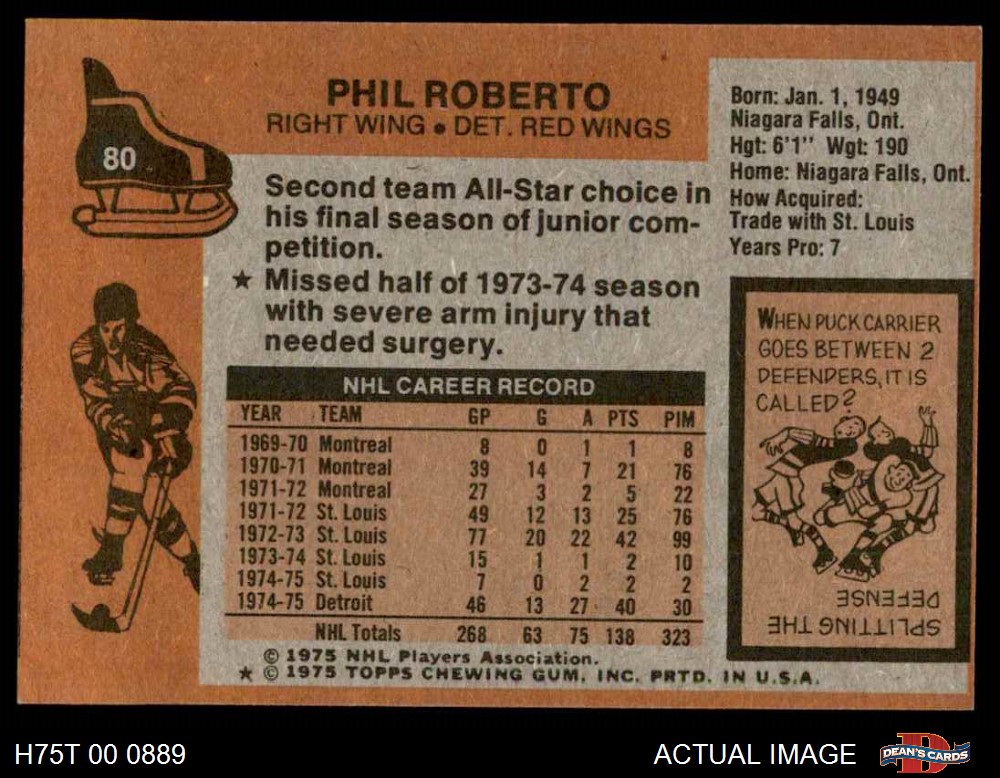 80
PHIL ROBERTO
RIGHT WING • DET. RED WINGS
Born: Jan. 1, 1949
Niagara Falls, Ont.
Hgt: 6'1" Wgt: 190
Home: Niagara Falls, Ont.
How Acquired:
Trade with St. Louis
Years Pro: 7
Second team All-Star choice in
his final season of junior com-
petition.
★ Missed half of 1973-74 season
with severe arm injury that
needed surgery.
NHL CAREER RECORD
YEAR TEAM GP G A PTS PIM
1969-70 Montreal 8 0 1 1 8
1970-71 Montreal 39 14 7 21 76
1971-72 Montreal 27 3 2 5 22
1971-72 St. Louis 49 12 13 25 76
1972-73 St. Louis 77 20 22 42 99
1973-74 St. Louis 15 1 1 2 10
1974-75 St. Louis 7 0 2 2 2
1974-75 Detroit 46 13 27 40 30
NHL Totals 268 63 75 138 323
© 1975 NHL Players Association.
★ © 1975 TOPPS CHEWING GUM, INC. PRTD. IN U.S.A.
WHEN PUCK CARRIER
GOES BETWEEN 2
DEFENDERS, IT IS
CALLED?
SPLITTING THE
DEFENSE
H75T 00 0889
ACTUAL IMAGE
DEAN'S CARDS